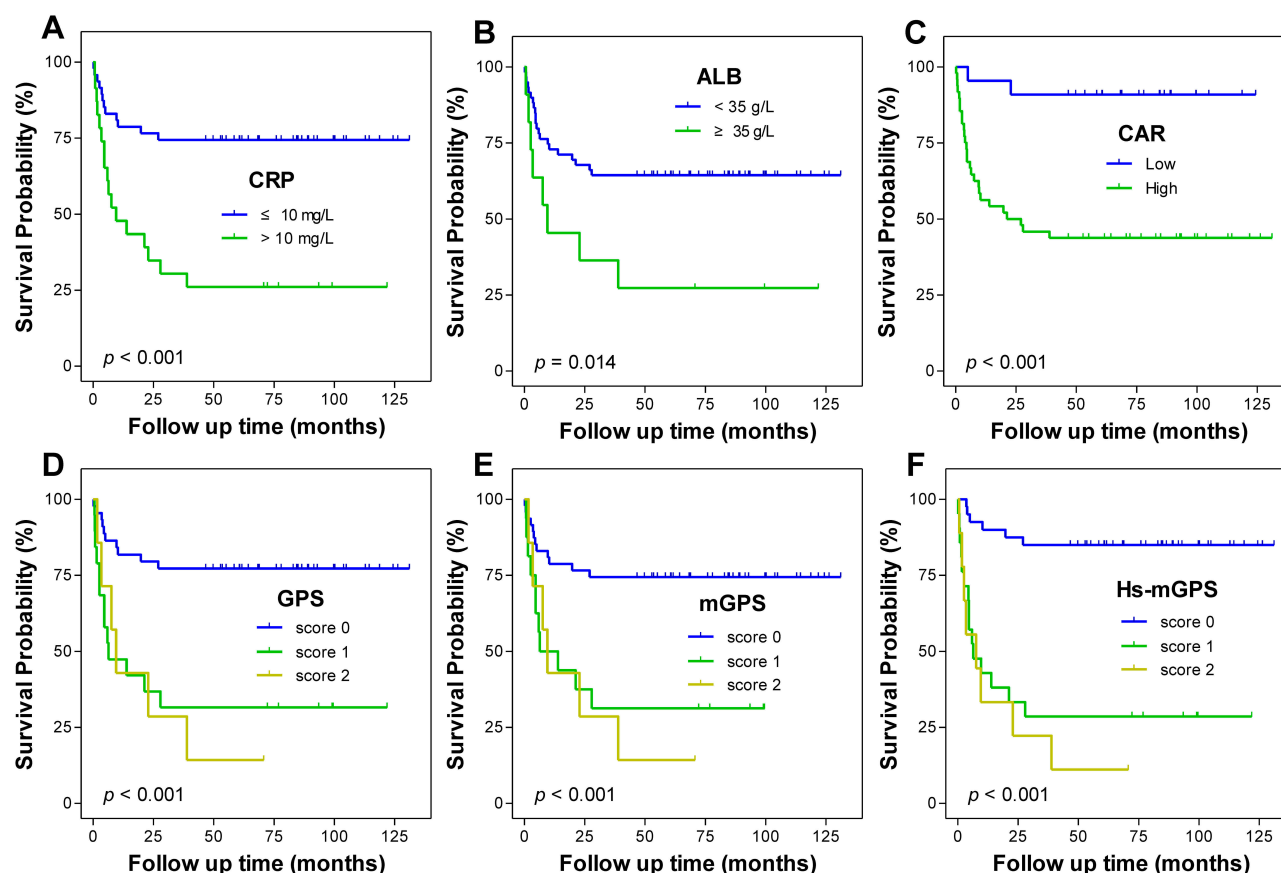 A
Survival Probability (%)
100
75
50
25
0
CRP
≤ 10 mg/L
> 10 mg/L
p < 0.001
0 25 50 75 100 125
Follow up time (months)
B
Survival Probability (%)
100
75
50
25
0
ALB
< 35 g/L
≥ 35 g/L
p = 0.014
0 25 50 75 100 125
Follow up time (months)
C
Survival Probability (%)
100
75
50
25
0
CAR
Low
High
p < 0.001
0 25 50 75 100 125
Follow up time (months)
D
Survival Probability (%)
100
75
50
25
0
GPS
score 0
score 1
score 2
p < 0.001
0 25 50 75 100 125
Follow up time (months)
E
Survival Probability (%)
100
75
50
25
0
mGPS
score 0
score 1
score 2
p < 0.001
0 25 50 75 100 125
Follow up time (months)
F
Survival Probability (%)
100
75
50
25
0
Hs-mGPS
score 0
score 1
score 2
p < 0.001
0 25 50 75 100 125
Follow up time (months)